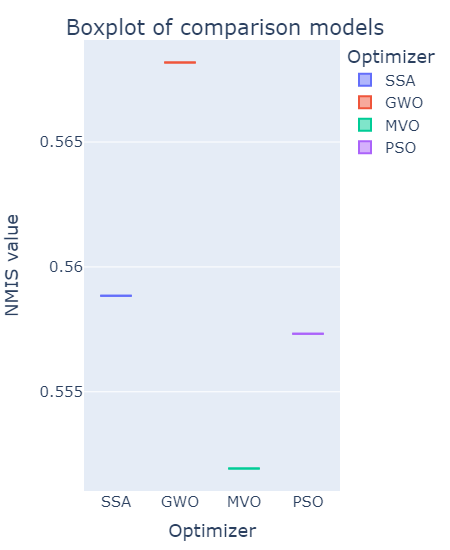 Boxplot of comparison models
Optimizer
SSA
GWO
MVO
PSO
NMIS value
0.565
0.56
0.555
SSA GWO MVO PSO
Optimizer